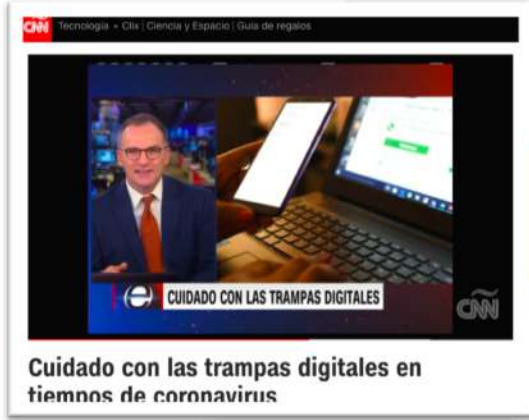 CNN Tecnología + Clix | Ciencia y Espacio | Guía de regalos
CUIDADO CON LAS TRAMPAS DIGITALES
CNN
Cuidado con las trampas digitales en
tiempos de coronavirus